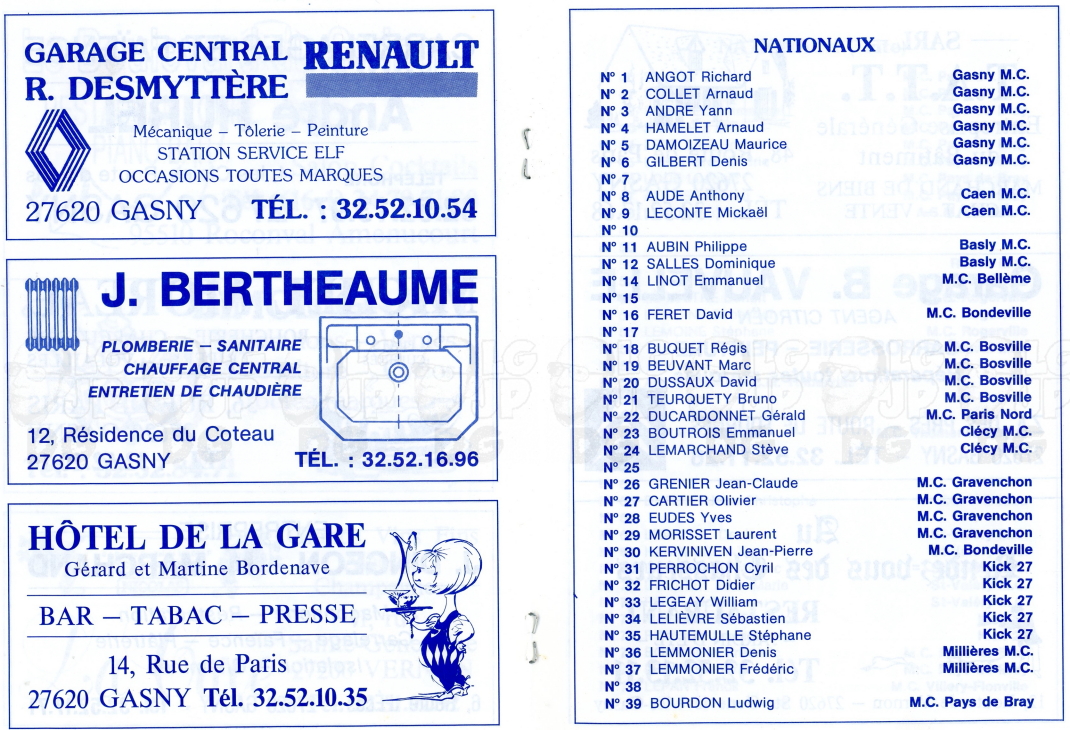 GARAGE CENTRAL RENAULT
R. DESMYTTÈRE
Mécanique – Tôlerie – Peinture
STATION SERVICE ELF
OCCASIONS TOUTES MARQUES
27620 GASNY TÉL. : 32.52.10.54
J. BERTHEAUME
PLOMBERIE – SANITAIRE
CHAUFFAGE CENTRAL
ENTRETIEN DE CHAUDIÈRE
12, Résidence du Coteau
27620 GASNY TÉL. : 32.52.16.96
HÔTEL DE LA GARE
Gérard et Martine Bordenave
BAR – TABAC – PRESSE
14, Rue de Paris
27620 GASNY Tél. 32.52.10.35
NATIONAUX
N° 1 ANGOT Richard Gasny M.C.
N° 2 COLLET Arnaud Gasny M.C.
N° 3 ANDRE Yann Gasny M.C.
N° 4 HAMELET Arnaud Gasny M.C.
N° 5 DAMOIZEAU Maurice Gasny M.C.
N° 6 GILBERT Denis Gasny M.C.
N° 7
N° 8 AUDE Anthony Caen M.C.
N° 9 LECONTE Mickaël Caen M.C.
N° 10
N° 11 AUBIN Philippe Basly M.C.
N° 12 SALLES Dominique Basly M.C.
N° 14 LINOT Emmanuel M.C. Bellème
N° 15
N° 16 FERET David M.C. Bondeville
N° 17
N° 18 BUQUET Régis M.C. Bosville
N° 19 BEUVANT Marc M.C. Bosville
N° 20 DUSSAUX David M.C. Bosville
N° 21 TEURQUETY Bruno M.C. Bosville
N° 22 DUCARDONNET Gérald M.C. Paris Nord
N° 23 BOUTROIS Emmanuel Clécy M.C.
N° 24 LEMARCHAND Stève Clécy M.C.
N° 25
N° 26 GRENIER Jean-Claude M.C. Gravenchon
N° 27 CARTIER Olivier M.C. Gravenchon
N° 28 EUDES Yves M.C. Gravenchon
N° 29 MORISSET Laurent M.C. Gravenchon
N° 30 KERVINIVEN Jean-Pierre M.C. Bondeville
N° 31 PERROCHON Cyril Kick 27
N° 32 FRICHOT Didier Kick 27
N° 33 LEGEAY William Kick 27
N° 34 LELIÈVRE Sébastien Kick 27
N° 35 HAUTEMULLE Stéphane Kick 27
N° 36 LEMMONIER Denis Millières M.C.
N° 37 LEMMONIER Frédéric Millières M.C.
N° 38
N° 39 BOURDON Ludwig M.C. Pays de Bray